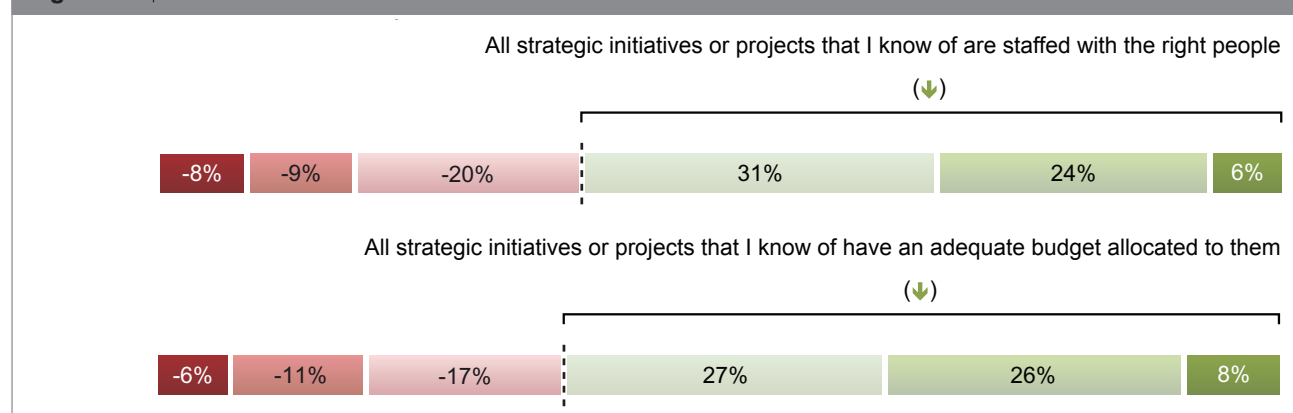 All strategic initiatives or projects that I know of are staffed with the right people
(↓)
-8% -9% -20% 31% 24% 6%
All strategic initiatives or projects that I know of have an adequate budget allocated to them
(↓)
-6% -11% -17% 27% 26% 8%